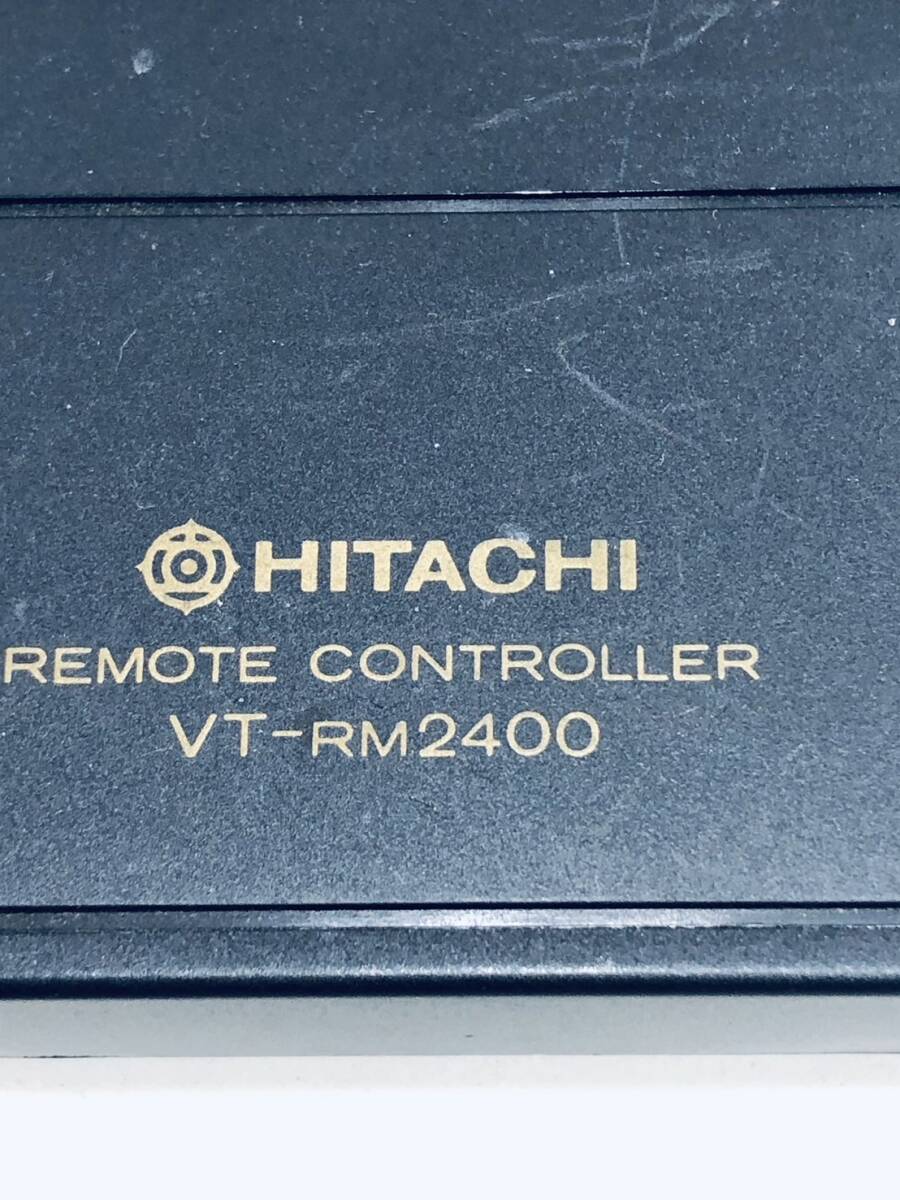 HITACHI
REMOTE CONTROLLER
VT-RM2400